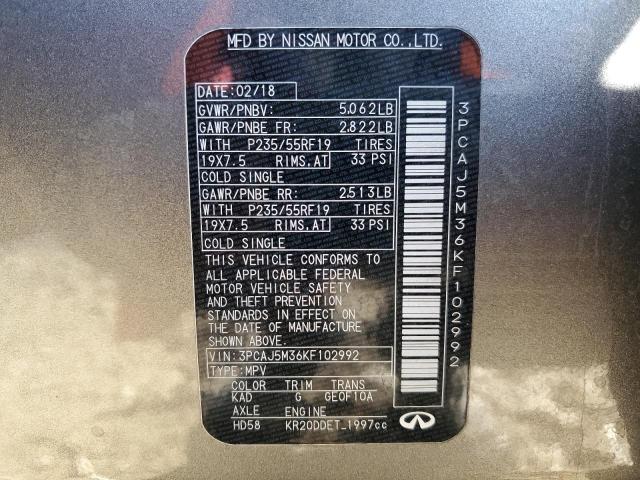 MFD BY NISSAN MOTOR CO.,LTD.
DATE: 02/18
GVWR/PNBV: 5.062LB
GAWR/PNBE FR: 2.822LB
WITH P235/55RF19 TIRES
19X7.5 RIMS,AT 33 PSI
COLD SINGLE
GAWR/PNBE RR: 2.513LB
WITH P235/55RF19 TIRES
19X7.5 RIMS,AT 33 PSI
COLD SINGLE
THIS VEHICLE CONFORMS TO
ALL APPLICABLE FEDERAL
MOTOR VEHICLE SAFETY
AND THEFT PREVENTION
STANDARDS IN EFFECT ON
THE DATE OF MANUFACTURE
SHOWN ABOVE.
VIN: 3PCAJ5M36KF102992
TYPE: MPV
COLOR TRIM TRANS
KAD G GEOF10A
AXLE ENGINE
HD58 KR20DDET_1997cc
3PCAJ5M36KF102992